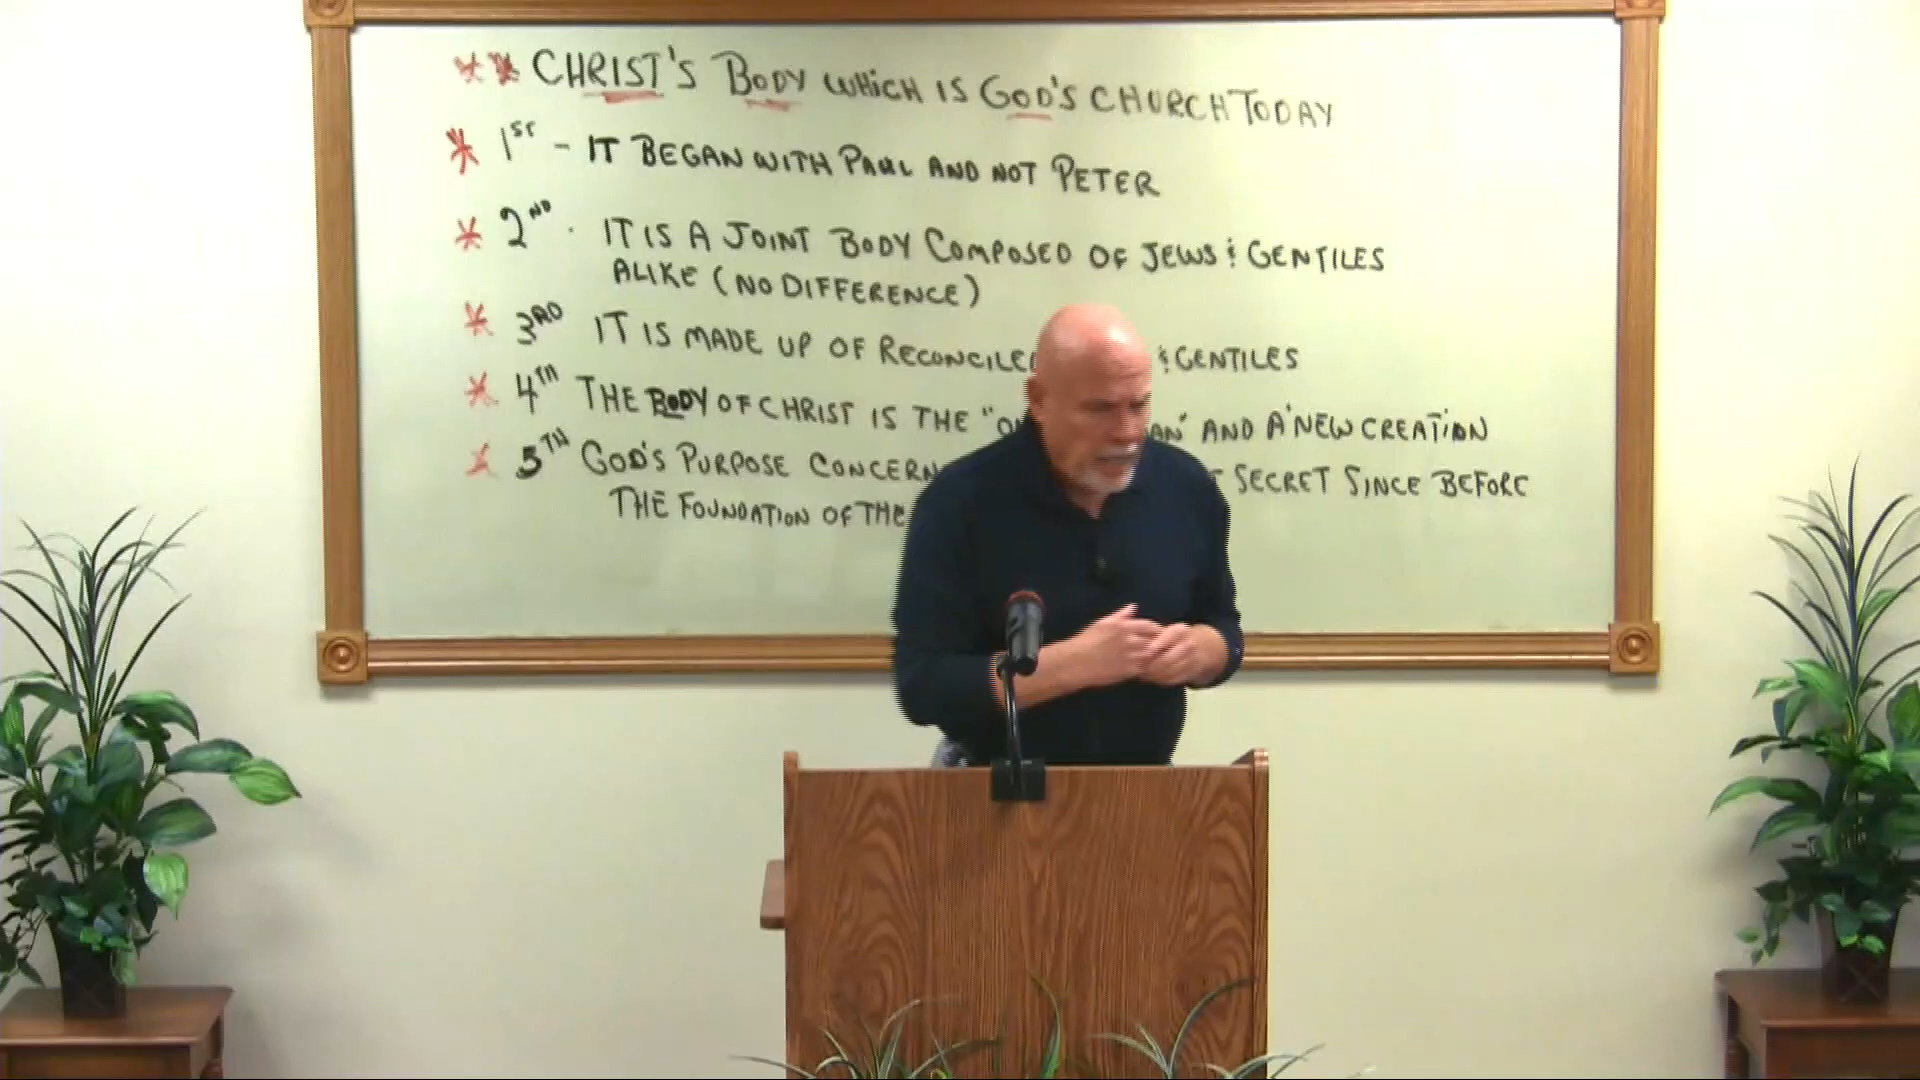 ** CHRIST'S BODY WHICH IS GOD'S CHURCH TODAY
* 1ST - IT BEGAN WITH PAUL AND NOT PETER
* 2ND. IT IS A JOINT BODY COMPOSED OF JEWS & GENTILES
ALIKE (NO DIFFERENCE)
* 3RD IT IS MADE UP OF RECONCILED & GENTILES
* 4TH THE BODY OF CHRIST IS THE " AND A 'NEW CREATION
* 5TH GOD'S PURPOSE SECRET SINCE BEFORE
THE FOUNDATION OF THE